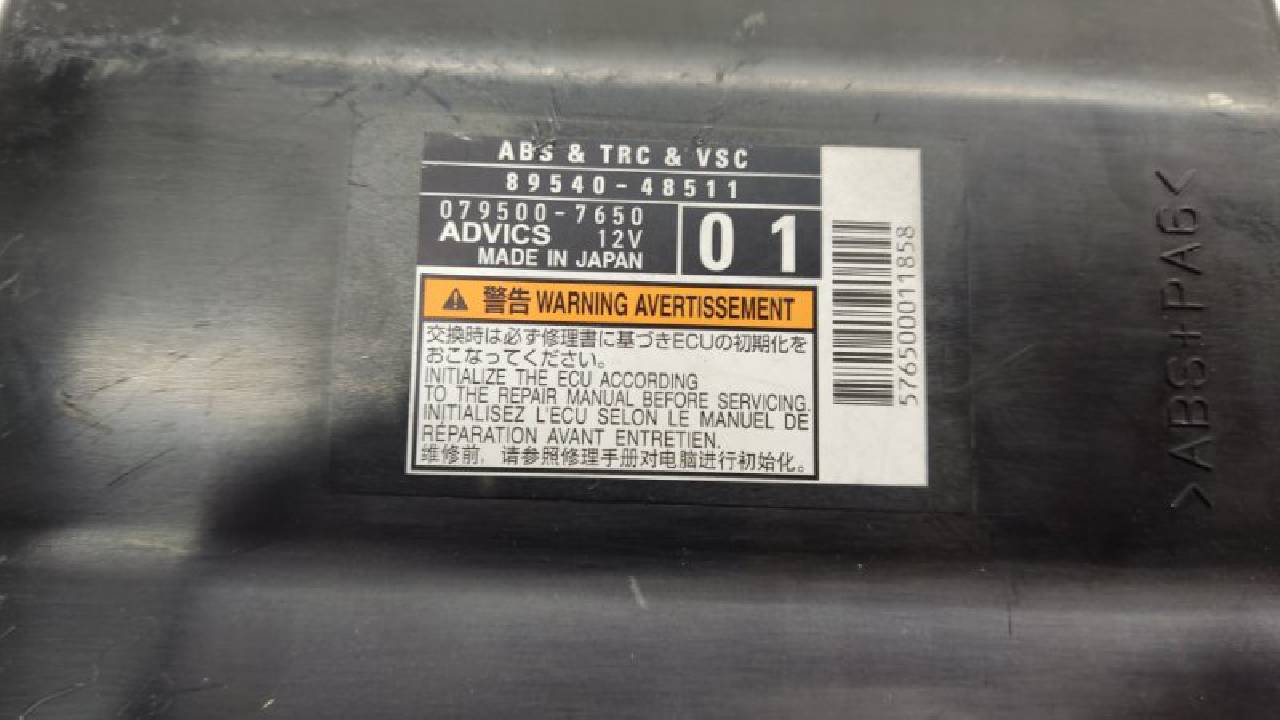 ABS & TRC & VSC
89540-48511
079500-7650
ADVICS 12V
MADE IN JAPAN
01
警告 WARNING AVERTISSEMENT
交換時は必ず修理書に基づきECUの初期化を
おこなってください。
INITIALIZE THE ECU ACCORDING
TO THE REPAIR MANUAL BEFORE SERVICING.
INITIALISEZ L'ECU SELON LE MANUEL DE
RÉPARATION AVANT ENTRETIEN.
维修前，请参照修理手册对电脑进行初始化。
57650001 1858
>ABS+PA6<